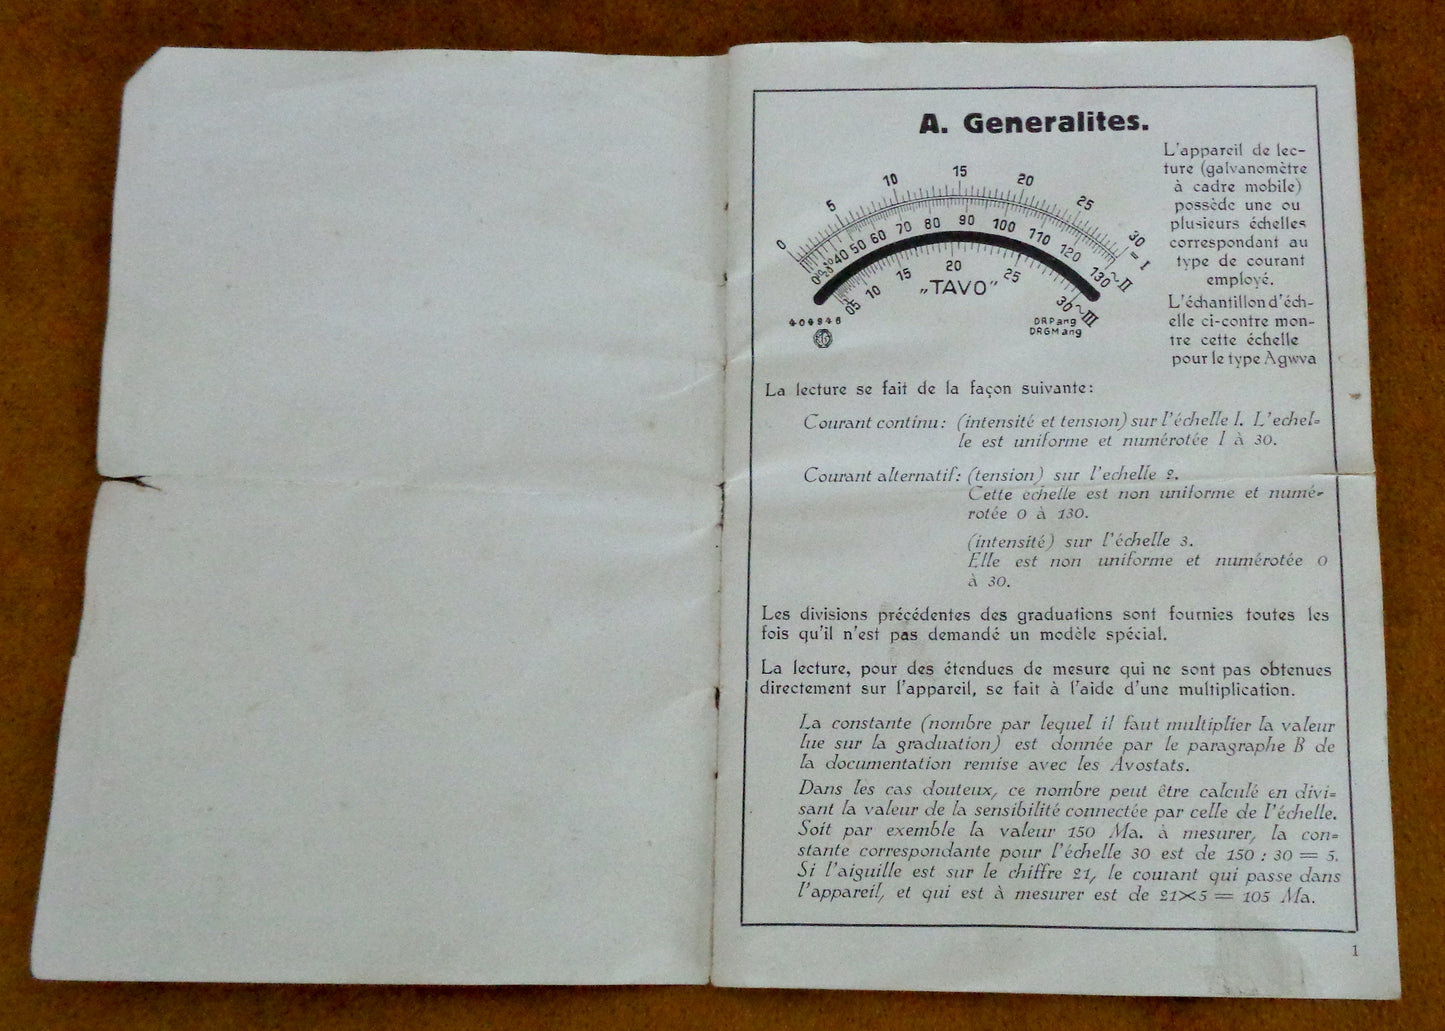 A. Generalites.
L'appareil de lec-
ture (galvanomètre
à cadre mobile)
possède une ou
plusieurs échelles
correspondant au
type de courant
employé.
L'échantillon d'éch-
elle ci-contre mon-
tre cette échelle
pour le type Agwva
0 5 10 15 20 25 30 = I
0 10 20 30 40 50 60 70 80 90 100 110 120 130 ~ II
05 10 15 20 25 30 ~ III
„TAVO"
404946
DRP ang
DRGM ang
La lecture se fait de la façon suivante:
Courant continu: (intensité et tension) sur l'échelle I. L'echel=
le est uniforme et numérotée I à 30.
Courant alternatif: (tension) sur l'echelle 2.
Cette échelle est non uniforme et numé=
rotée 0 à 130.
(intensité) sur l'échelle 3.
Elle est non uniforme et numérotée 0
à 30.
Les divisions précédentes des graduations sont fournies toutes les
fois qu'il n'est pas demandé un modèle spécial.
La lecture, pour des étendues de mesure qui ne sont pas obtenues
directement sur l'appareil, se fait à l'aide d'une multiplication.
La constante (nombre par lequel il faut multiplier la valeur
lue sur la graduation) est donnée par le paragraphe B de
la documentation remise avec les Avostats.
Dans les cas douteux, ce nombre peut être calculé en divi=
sant la valeur de la sensibilité connectée par celle de l'échelle.
Soit par exemble la valeur 150 Ma. à mesurer, la con=
stante correspondante pour l'échelle 30 est de 150 : 30 = 5.
Si l'aiguille est sur le chiffre 21, le courant qui passe dans
l'appareil, et qui est à mesurer est de 21×5 = 105 Ma.
1